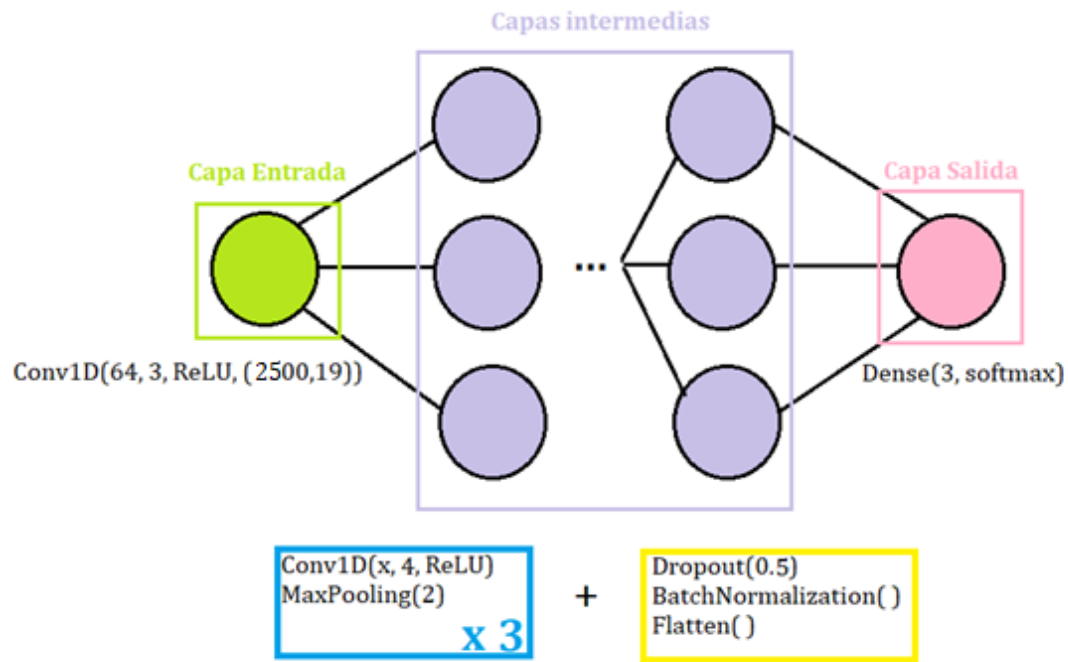 Capas intermedias
Capa Entrada
Capa Salida
...
Conv1D(64, 3, ReLU, (2500,19))
Dense(3, softmax)
Conv1D(x, 4, ReLU)
MaxPooling(2)
x 3
+
Dropout(0.5)
BatchNormalization( )
Flatten( )